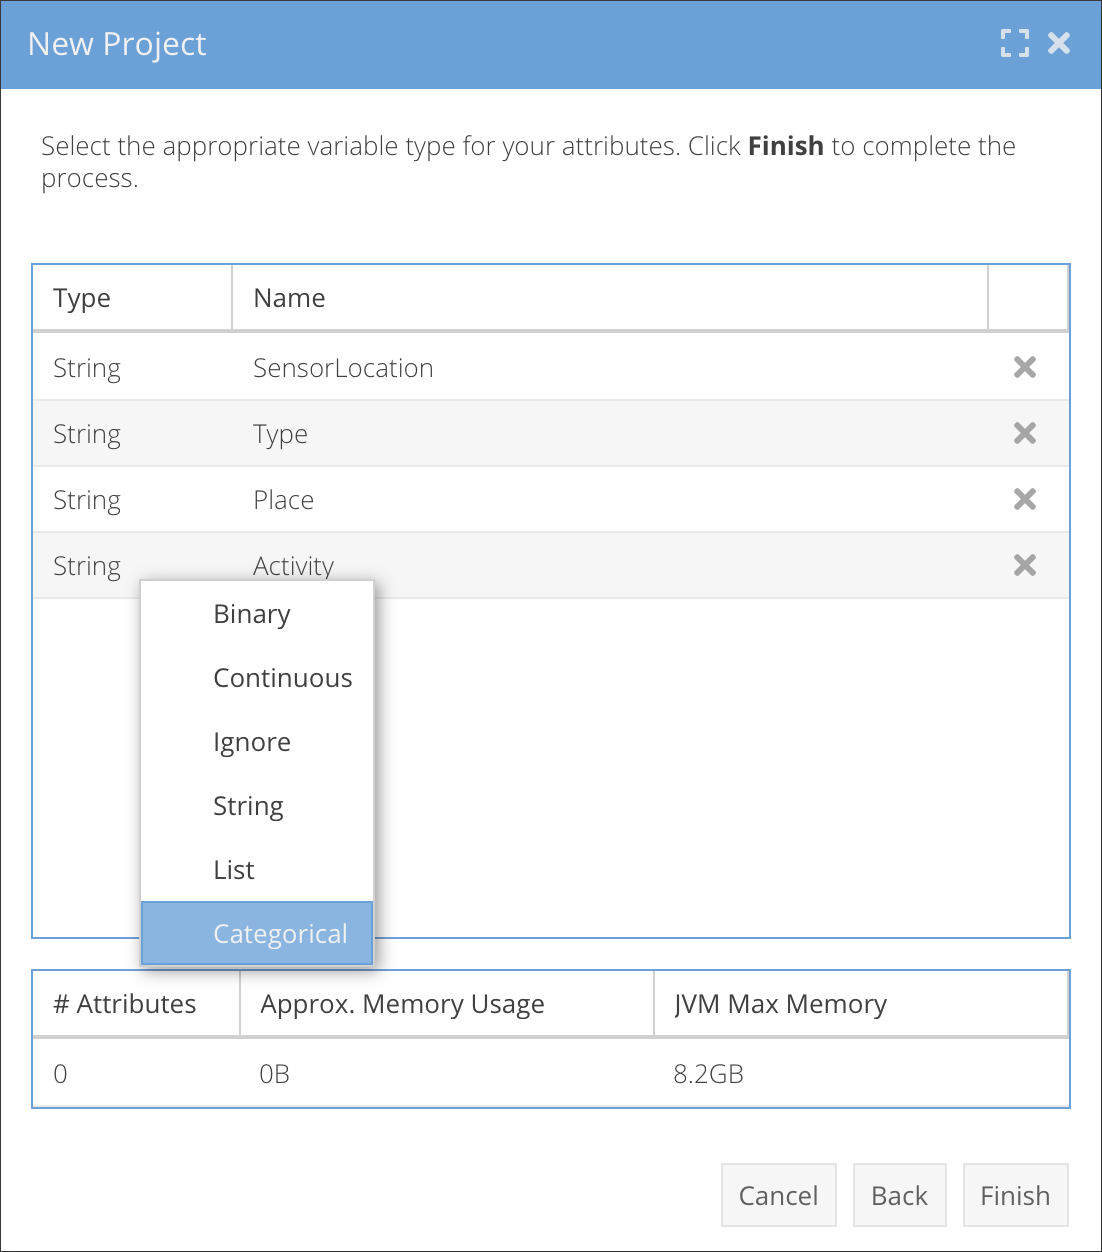 New Project
Select the appropriate variable type for your attributes. Click Finish to complete the
process.
Type Name
String SensorLocation
String Type
String Place
String Activity
Binary
Continuous
Ignore
String
List
Categorical
# Attributes Approx. Memory Usage JVM Max Memory
0 0B 8.2GB
Cancel Back Finish